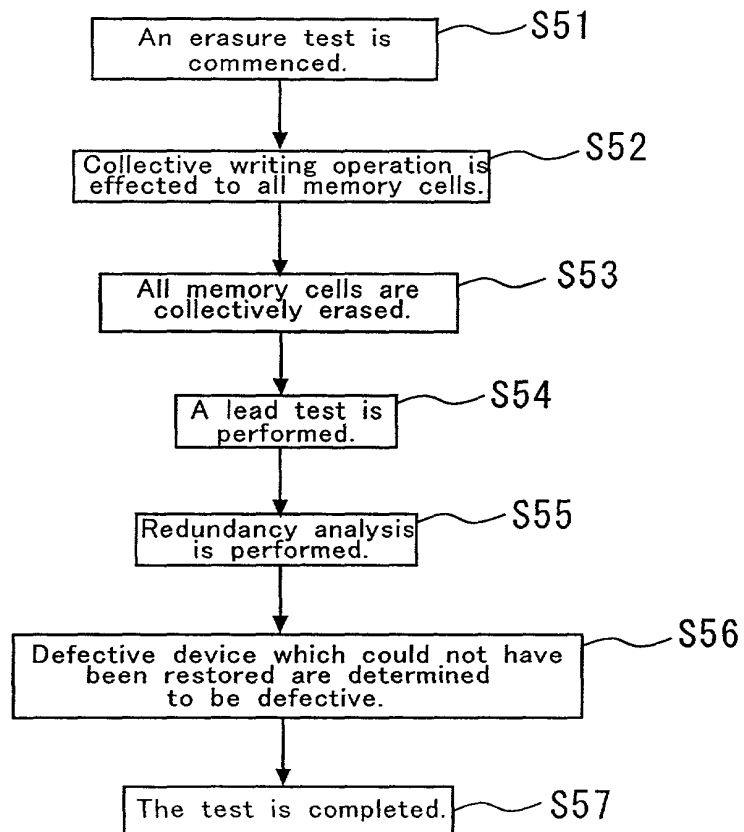 An erasure test is
commenced.
S51
Collective writing operation is
effected to all memory cells.
S52
All memory cells are
collectively erased.
S53
A lead test is
performed.
S54
Redundancy analysis
is performed.
S55
Defective device which could not have
been restored are determined
to be defective.
S56
The test is completed.
S57